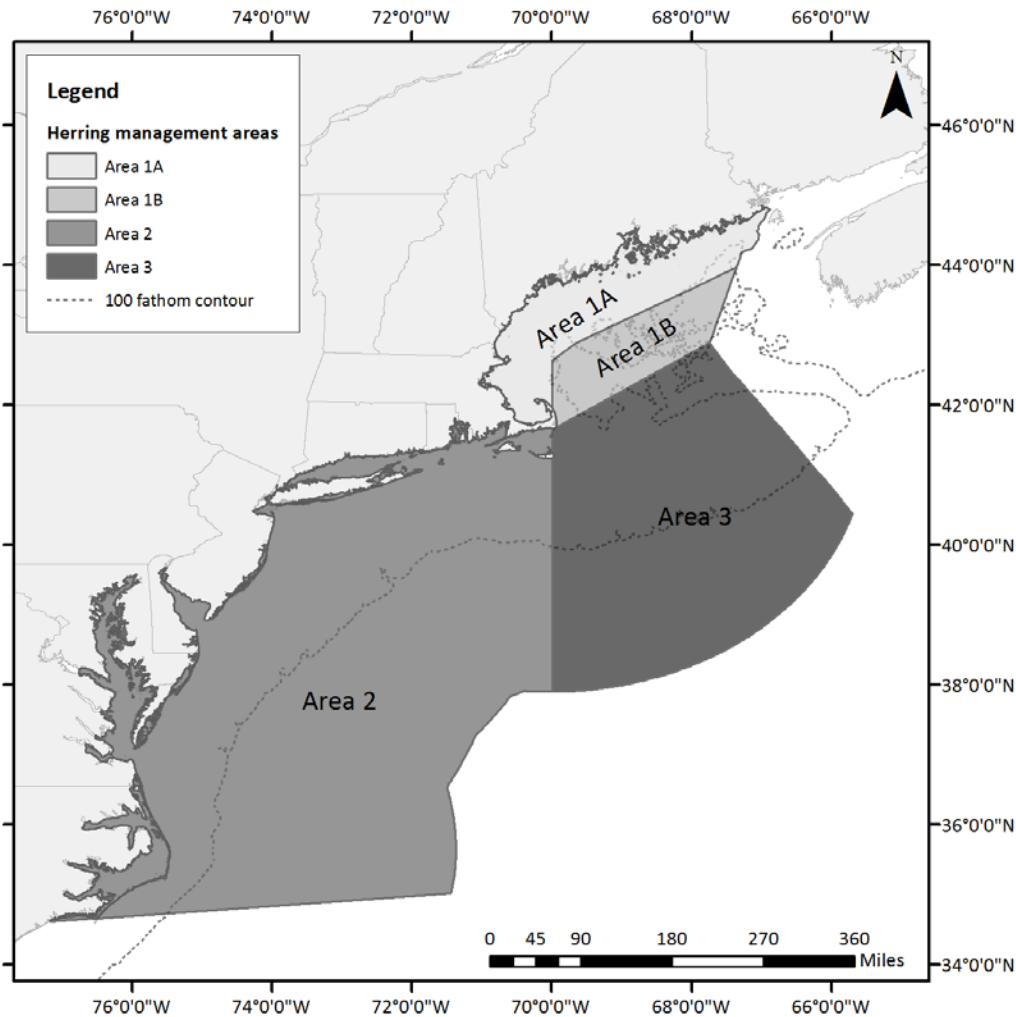 76°0'0"W 74°0'0"W 72°0'0"W 70°0'0"W 68°0'0"W 66°0'0"W
N
Legend
Herring management areas
Area 1A
Area 1B
Area 2
Area 3
100 fathom contour
46°0'0"N
44°0'0"N
42°0'0"N
40°0'0"N
38°0'0"N
36°0'0"N
34°0'0"N
Area 1A
Area 1B
Area 3
Area 2
0 45 90 180 270 360
Miles
76°0'0"W 74°0'0"W 72°0'0"W 70°0'0"W 68°0'0"W 66°0'0"W